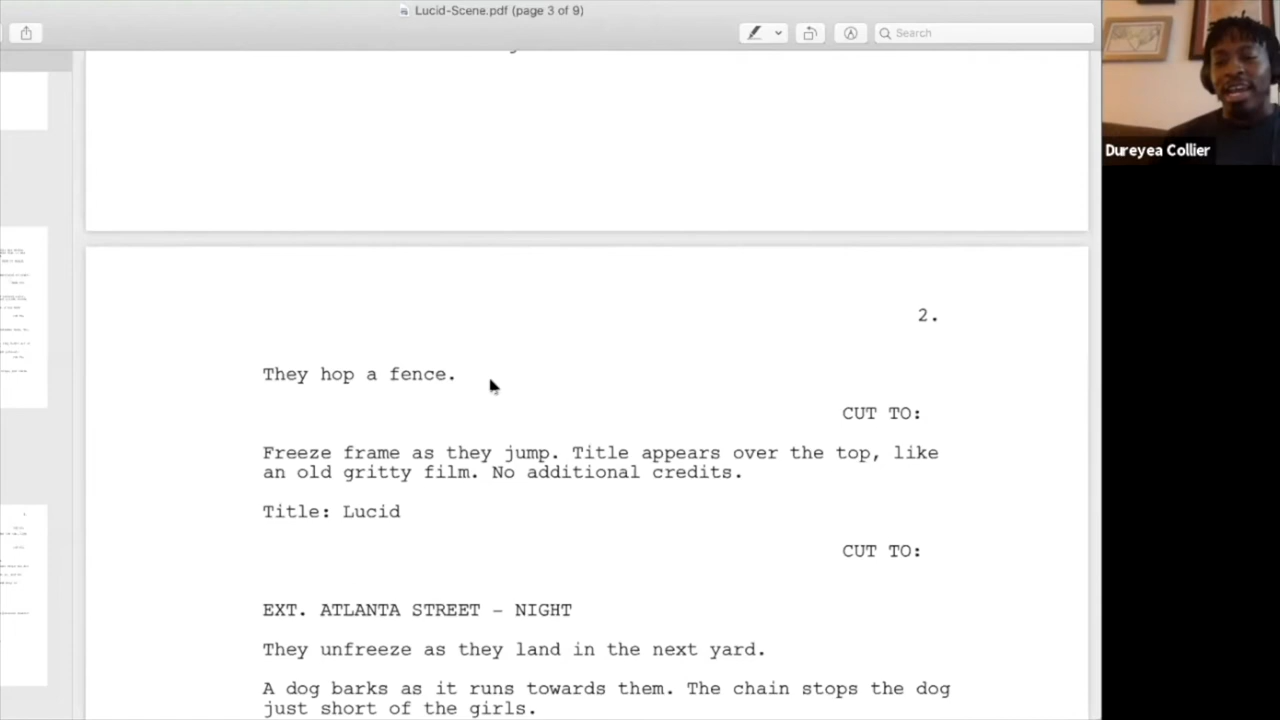 Lucid-Scene.pdf (page 3 of 9)
Search
Dureyea Collier
2.
They hop a fence.
CUT TO:
Freeze frame as they jump. Title appears over the top, like
an old gritty film. No additional credits.
Title: Lucid
CUT TO:
EXT. ATLANTA STREET – NIGHT
They unfreeze as they land in the next yard.
A dog barks as it runs towards them. The chain stops the dog
just short of the girls.